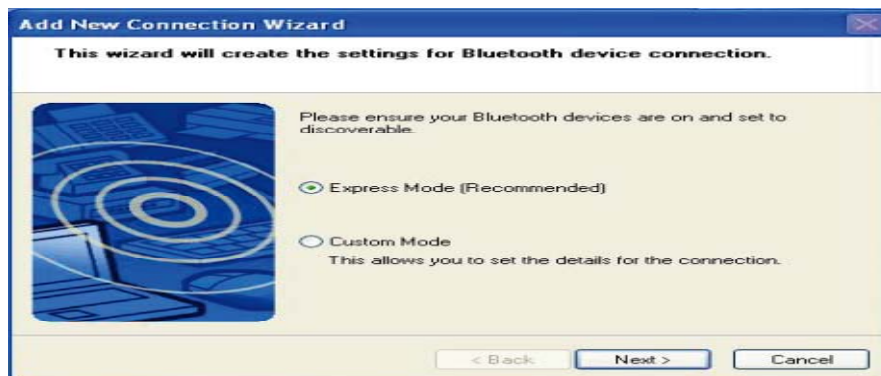 Add New Connection Wizard
This wizard will create the settings for Bluetooth device connection.
Please ensure your Bluetooth devices are on and set to
discoverable.
Express Mode (Recommended)
Custom Mode
This allows you to set the details for the connection.
< Back
Next >
Cancel